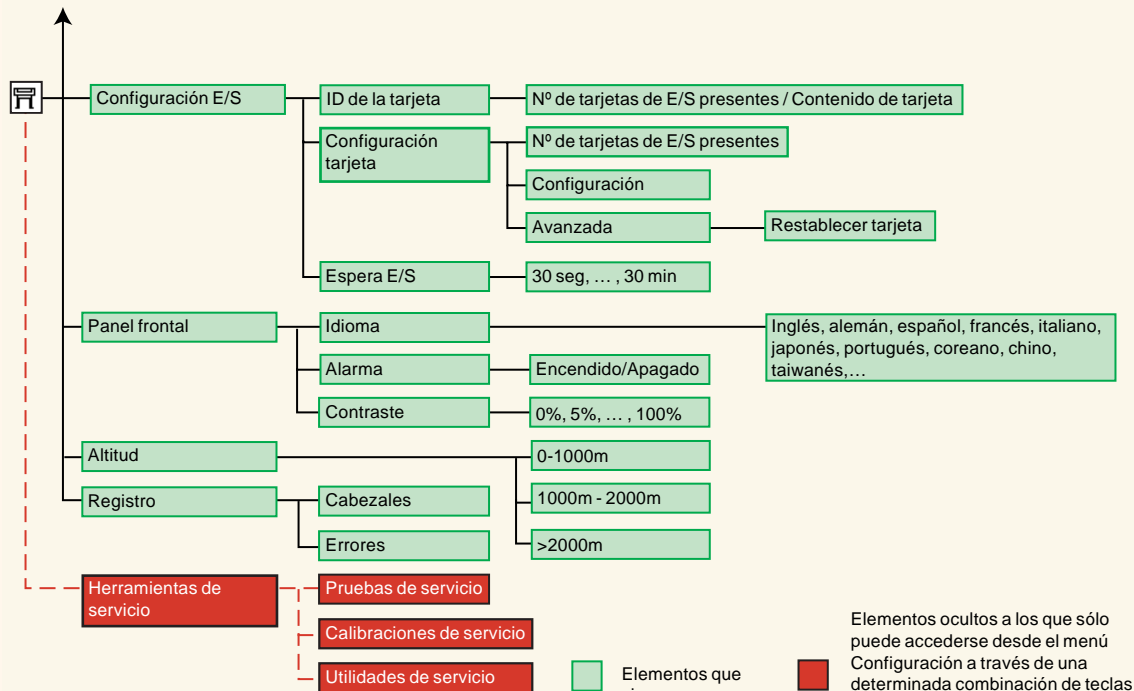 Configuración E/S
ID de la tarjeta
Nº de tarjetas de E/S presentes / Contenido de tarjeta
Configuración
tarjeta
Nº de tarjetas de E/S presentes
Configuración
Avanzada
Restablecer tarjeta
Espera E/S
30 seg, ... , 30 min
Panel frontal
Idioma
Inglés, alemán, español, francés, italiano,
japonés, portugués, coreano, chino,
taiwanés,...
Alarma
Encendido/Apagado
Contraste
0%, 5%, ... , 100%
Altitud
0-1000m
Registro
Cabezales
1000m - 2000m
Errores
>2000m
Herramientas de
servicio
Pruebas de servicio
Calibraciones de servicio
Utilidades de servicio
Elementos que
Elementos ocultos a los que sólo
puede accederse desde el menú
Configuración a través de una
determinada combinación de teclas